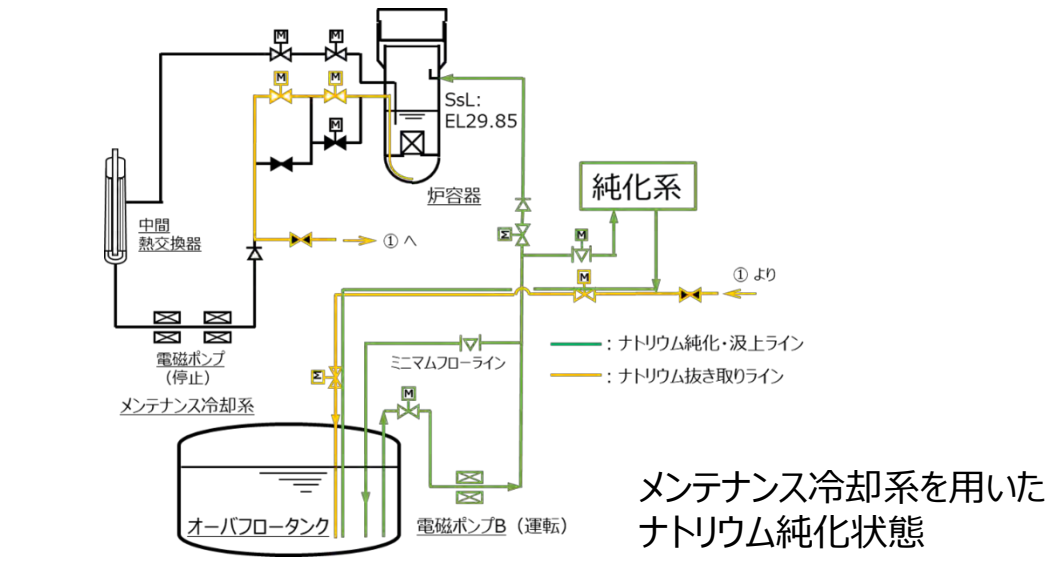 M
M
M
M
M
SsL:
EL29.85
炉容器
純化系
中間
熱交換器
① へ
M
M
M
① より
電磁ポンプ
(停止)
メンテナンス冷却系
ミニマムフローライン
：ナトリウム純化・汲上ライン
：ナトリウム抜き取りライン
M
M
オーバフロータンク
電磁ポンプB（運転）
メンテナンス冷却系を用いた
ナトリウム純化状態